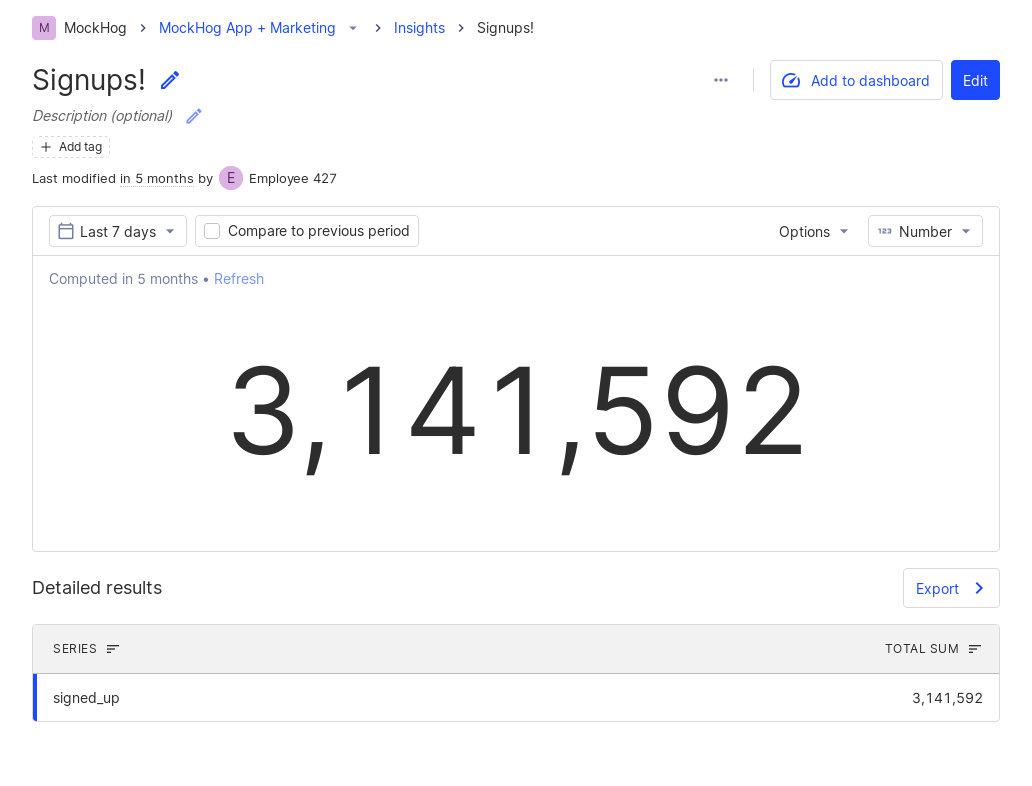 M MockHog MockHog App + Marketing Insights Signups!
Signups!
Add to dashboard Edit
Description (optional)
Add tag
Last modified in 5 months by E Employee 427
Last 7 days Compare to previous period Options 123 Number
Computed in 5 months • Refresh
3,141,592
Detailed results Export
SERIES TOTAL SUM
signed_up 3,141,592